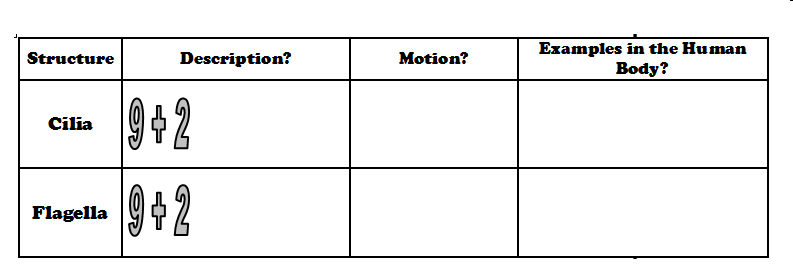 Structure Description? Motion? Examples in the Human
Body?
Cilia 9 + 2
Flagella 9 + 2